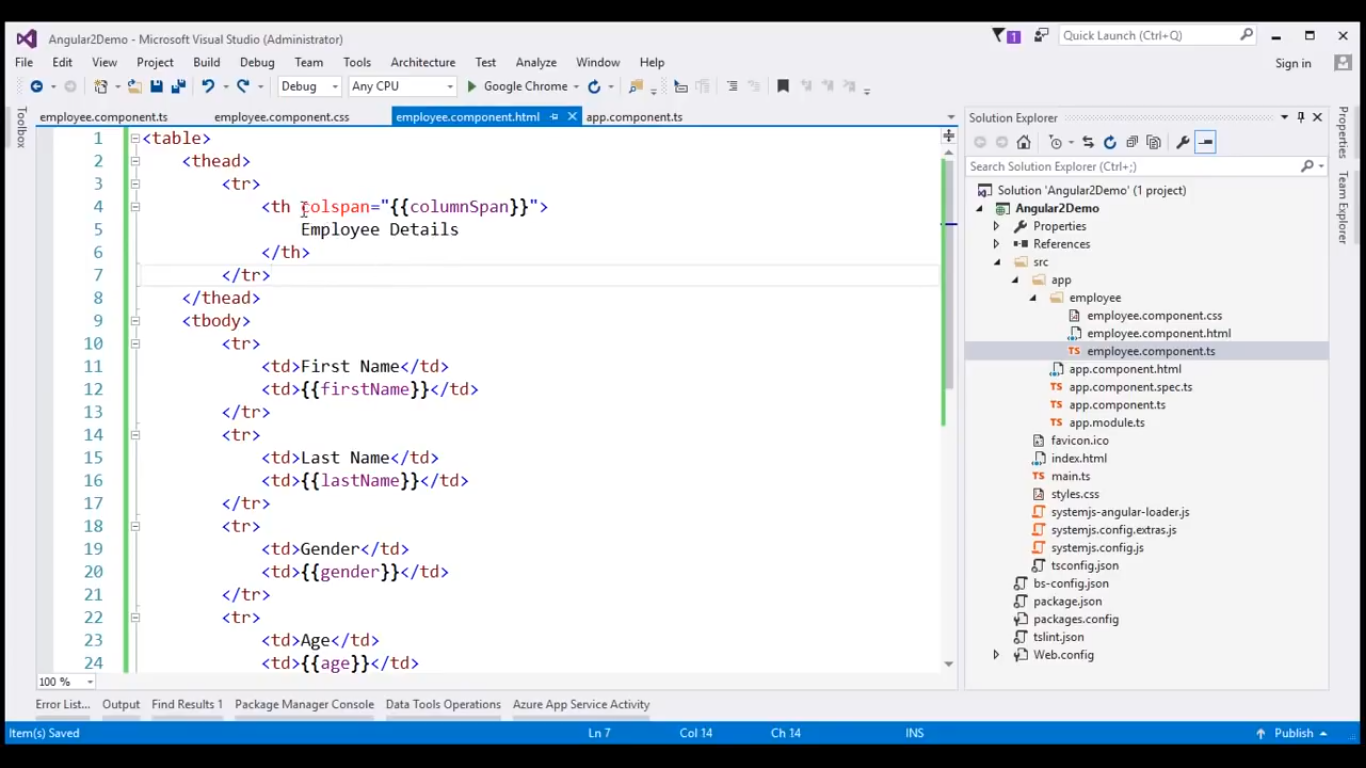 Angular2Demo - Microsoft Visual Studio (Administrator)
1
Quick Launch (Ctrl+Q)
File Edit View Project Build Debug Team Tools Architecture Test Analyze Window Help
Sign in
Debug
Any CPU
Google Chrome
Toolbox
employee.component.ts employee.component.css employee.component.html app.component.ts
1 <table>
2 <thead>
3 <tr>
4 <th colspan="{{columnSpan}}">
5 Employee Details
6 </th>
7 </tr>
8 </thead>
9 <tbody>
10 <tr>
11 <td>First Name</td>
12 <td>{{firstName}}</td>
13 </tr>
14 <tr>
15 <td>Last Name</td>
16 <td>{{lastName}}</td>
17 </tr>
18 <tr>
19 <td>Gender</td>
20 <td>{{gender}}</td>
21 </tr>
22 <tr>
23 <td>Age</td>
24 <td>{{age}}</td>
100 %
Solution Explorer
Search Solution Explorer (Ctrl+;)
Solution 'Angular2Demo' (1 project)
Angular2Demo
Properties
References
src
app
employee
employee.component.css
employee.component.html
TS employee.component.ts
app.component.html
TS app.component.spec.ts
TS app.component.ts
TS app.module.ts
favicon.ico
index.html
TS main.ts
styles.css
systemjs-angular-loader.js
systemjs.config.extras.js
systemjs.config.js
tsconfig.json
bs-config.json
package.json
packages.config
tslint.json
Web.config
Properties
Team Explorer
Error List... Output Find Results 1 Package Manager Console Data Tools Operations Azure App Service Activity
Item(s) Saved Ln 7 Col 14 Ch 14 INS Publish